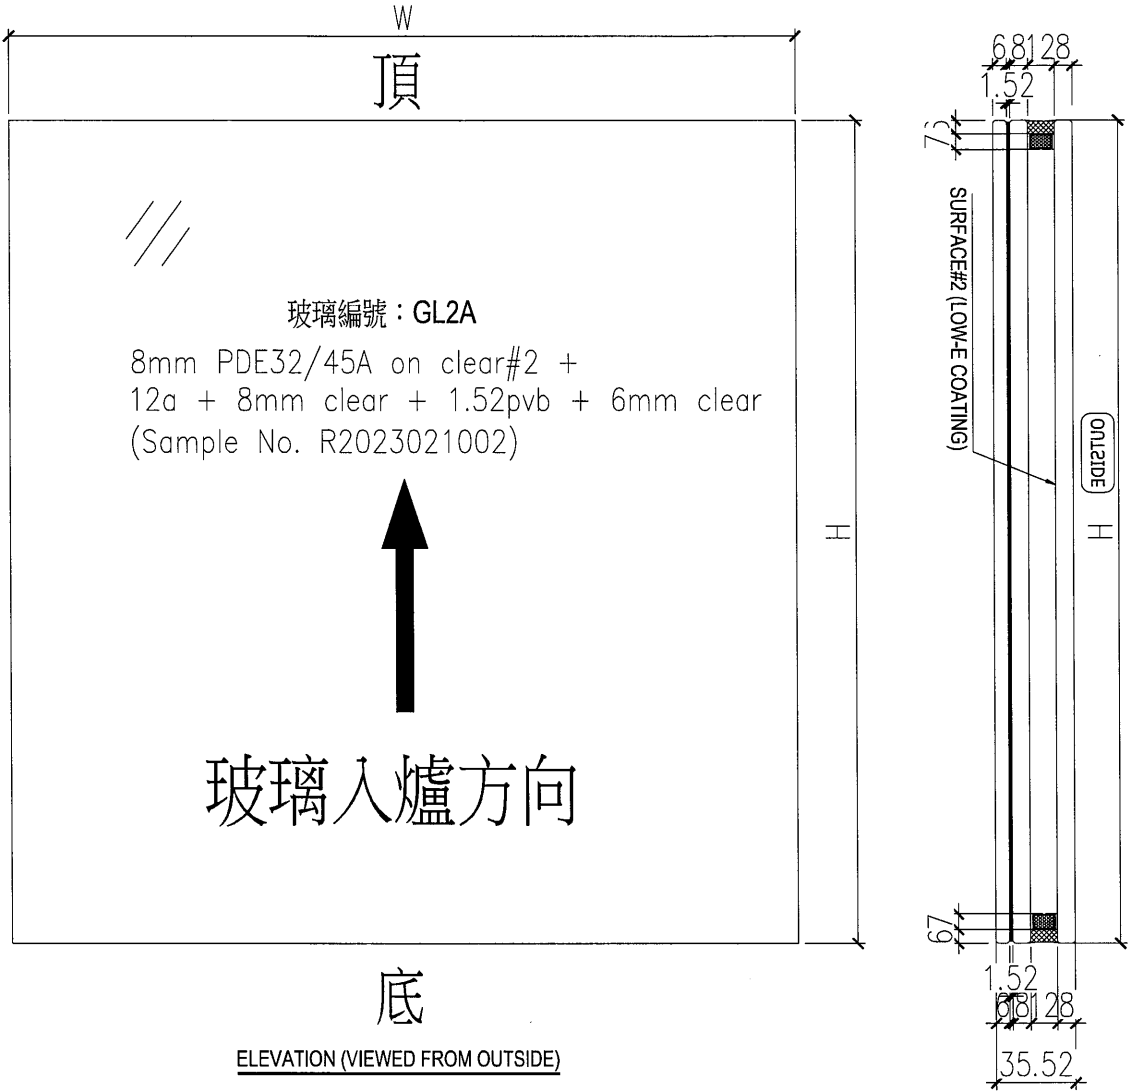 W
頂
玻璃編號：GL2A
8mm PDE32/45A on clear#2 +
12a + 8mm clear + 1.52pvb + 6mm clear
(Sample No. R2023021002)
玻璃入爐方向
底
ELEVATION (VIEWED FROM OUTSIDE)
H
6 8 12 8
1.52
SURFACE#2 (LOW-E COATING)
OUTSIDE
H
1.52
6 8 12 8
35.52